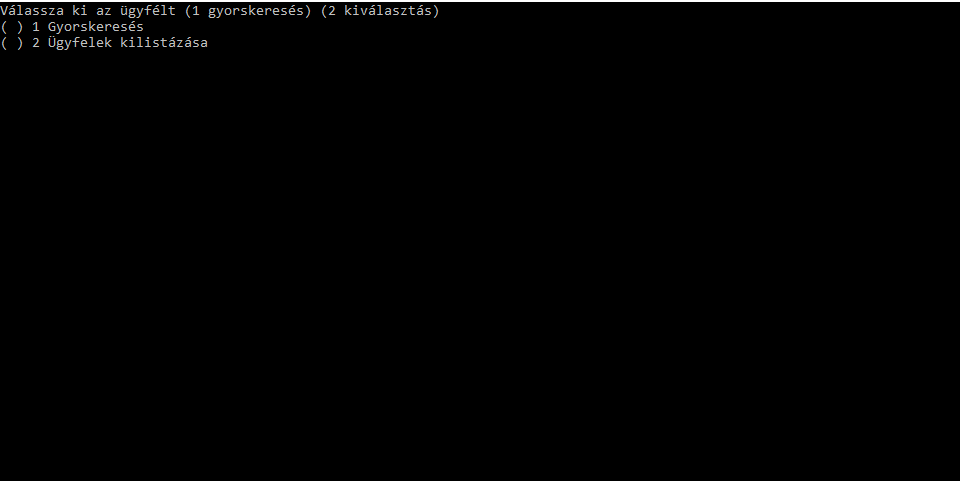 Válassza ki az ügyfélt (1 gyorskeresés) (2 kiválasztás)
( ) 1 Gyorskeresés
( ) 2 Ügyfelek kilistázása